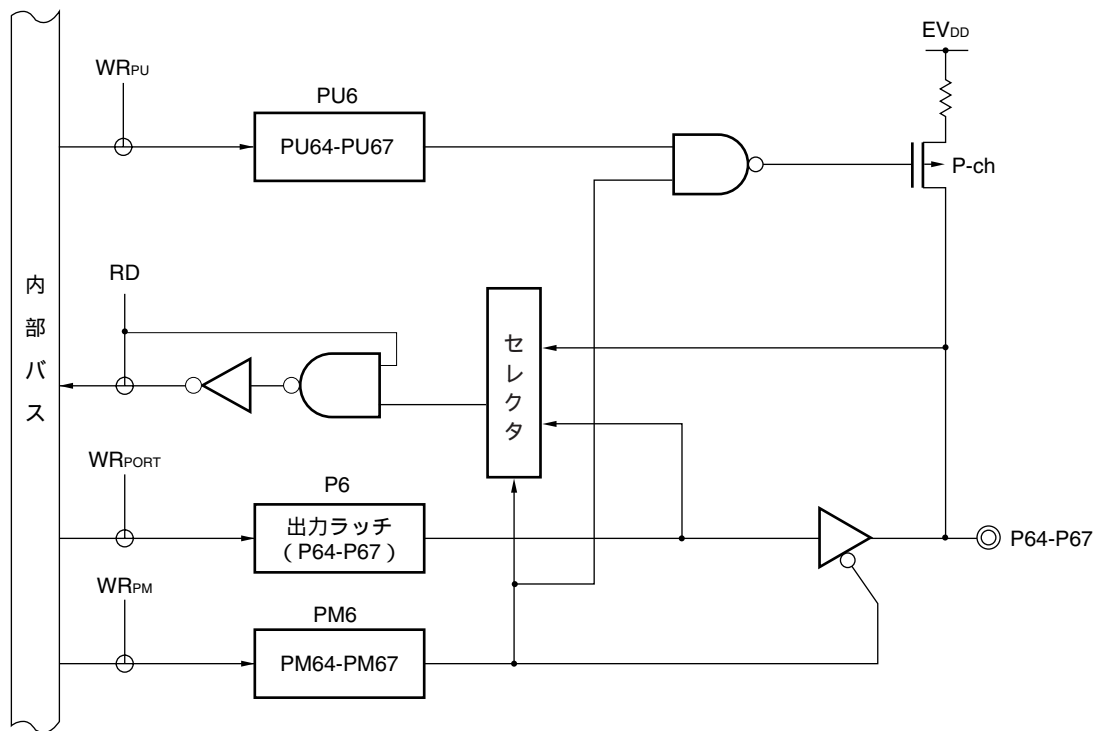 EVDD
WRPU
PU6
PU64-PU67
P-ch
RD
内部バス
セレクタ
WRPORT
P6
出力ラッチ
(P64-P67)
P64-P67
WRPM
PM6
PM64-PM67